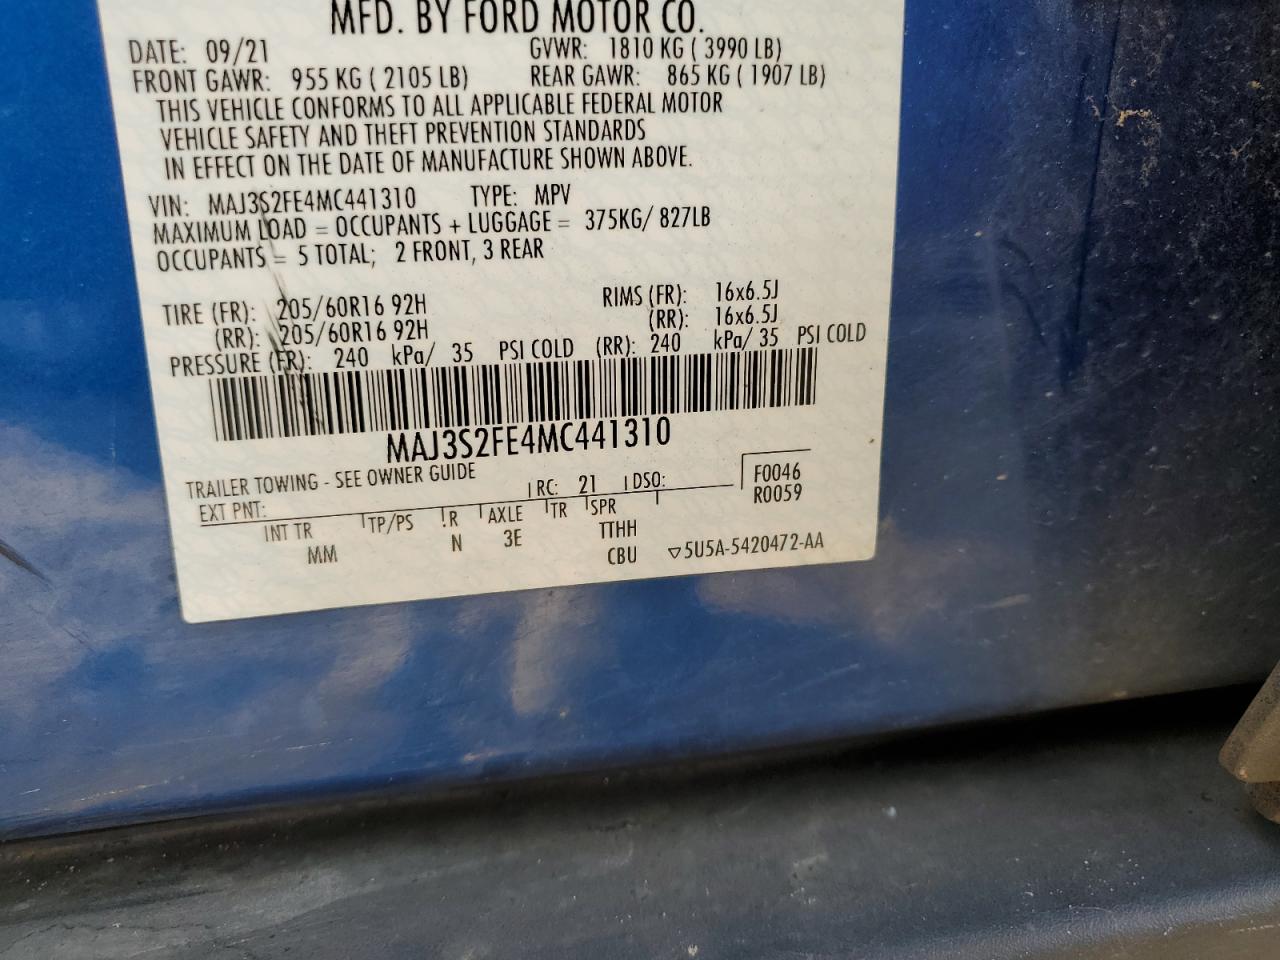 MFD. BY FORD MOTOR CO.
DATE: 09/21 GVWR: 1810 KG ( 3990 LB)
FRONT GAWR: 955 KG ( 2105 LB) REAR GAWR: 865 KG ( 1907 LB)
THIS VEHICLE CONFORMS TO ALL APPLICABLE FEDERAL MOTOR
VEHICLE SAFETY AND THEFT PREVENTION STANDARDS
IN EFFECT ON THE DATE OF MANUFACTURE SHOWN ABOVE.
VIN: MAJ3S2FE4MC441310 TYPE: MPV
MAXIMUM LOAD = OCCUPANTS + LUGGAGE = 375KG/ 827LB
OCCUPANTS = 5 TOTAL; 2 FRONT, 3 REAR
TIRE (FR): 205/60R16 92H RIMS (FR): 16x6.5J
(RR): 205/60R16 92H (RR): 16x6.5J
PRESSURE (FR): 240 kPa/ 35 PSI COLD (RR): 240 kPa/ 35 PSI COLD
MAJ3S2FE4MC441310
TRAILER TOWING - SEE OWNER GUIDE
EXT PNT: RC: 21 DSO: F0046
R0059
INT TR TP/PS R AXLE TR SPR
MM N 3E TTHH
CBU ▽5U5A-5420472-AA